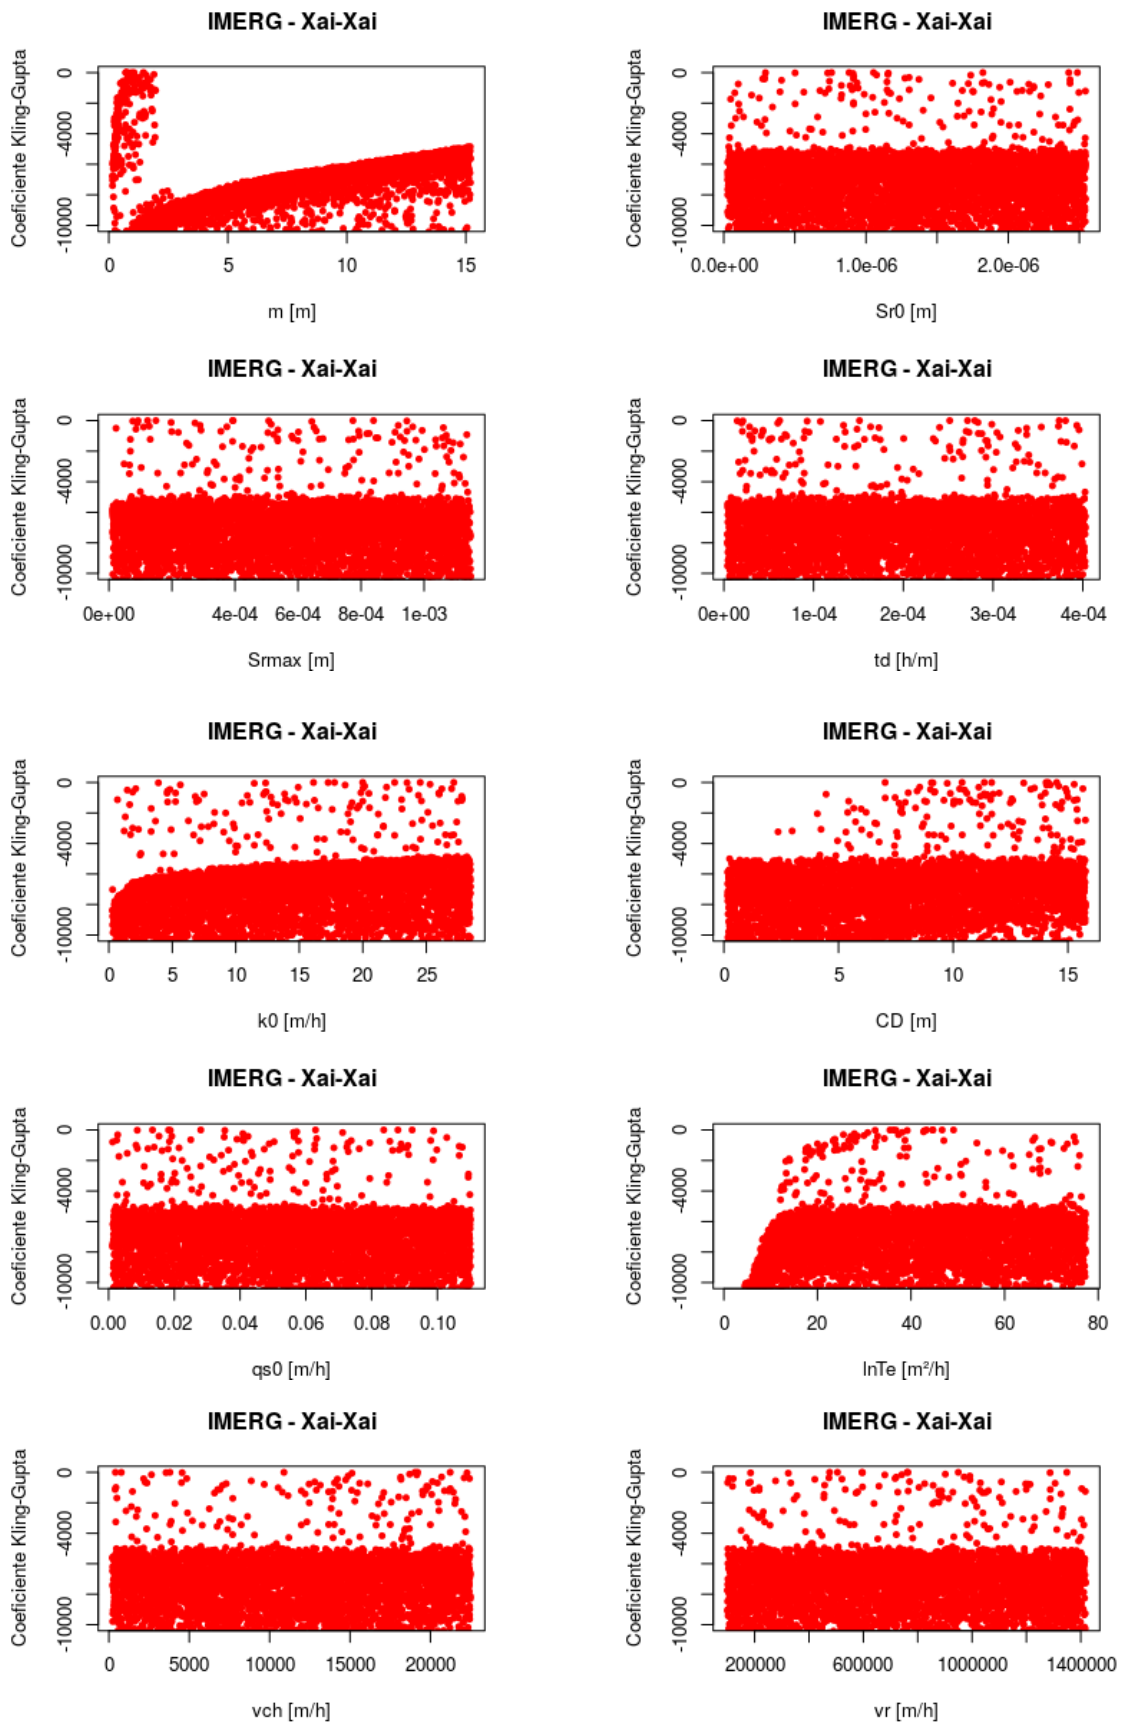 IMERG - Xai-Xai
Coeficiente Kling-Gupta
0
-4000
-10000
0 5 10 15
m [m]
IMERG - Xai-Xai
Coeficiente Kling-Gupta
0
-4000
-10000
0.0e+00 1.0e-06 2.0e-06
Sr0 [m]
IMERG - Xai-Xai
Coeficiente Kling-Gupta
0
-4000
-10000
0e+00 4e-04 6e-04 8e-04 1e-03
Srmax [m]
IMERG - Xai-Xai
Coeficiente Kling-Gupta
0
-4000
-10000
0e+00 1e-04 2e-04 3e-04 4e-04
td [h/m]
IMERG - Xai-Xai
Coeficiente Kling-Gupta
0
-4000
-10000
0 5 10 15 20 25
k0 [m/h]
IMERG - Xai-Xai
Coeficiente Kling-Gupta
0
-4000
-10000
0 5 10 15
CD [m]
IMERG - Xai-Xai
Coeficiente Kling-Gupta
0
-4000
-10000
0.00 0.02 0.04 0.06 0.08 0.10
qs0 [m/h]
IMERG - Xai-Xai
Coeficiente Kling-Gupta
0
-4000
-10000
0 20 40 60 80
lnTe [m²/h]
IMERG - Xai-Xai
Coeficiente Kling-Gupta
0
-4000
-10000
0 5000 10000 15000 20000
vch [m/h]
IMERG - Xai-Xai
Coeficiente Kling-Gupta
0
-4000
-10000
200000 600000 1000000 1400000
vr [m/h]